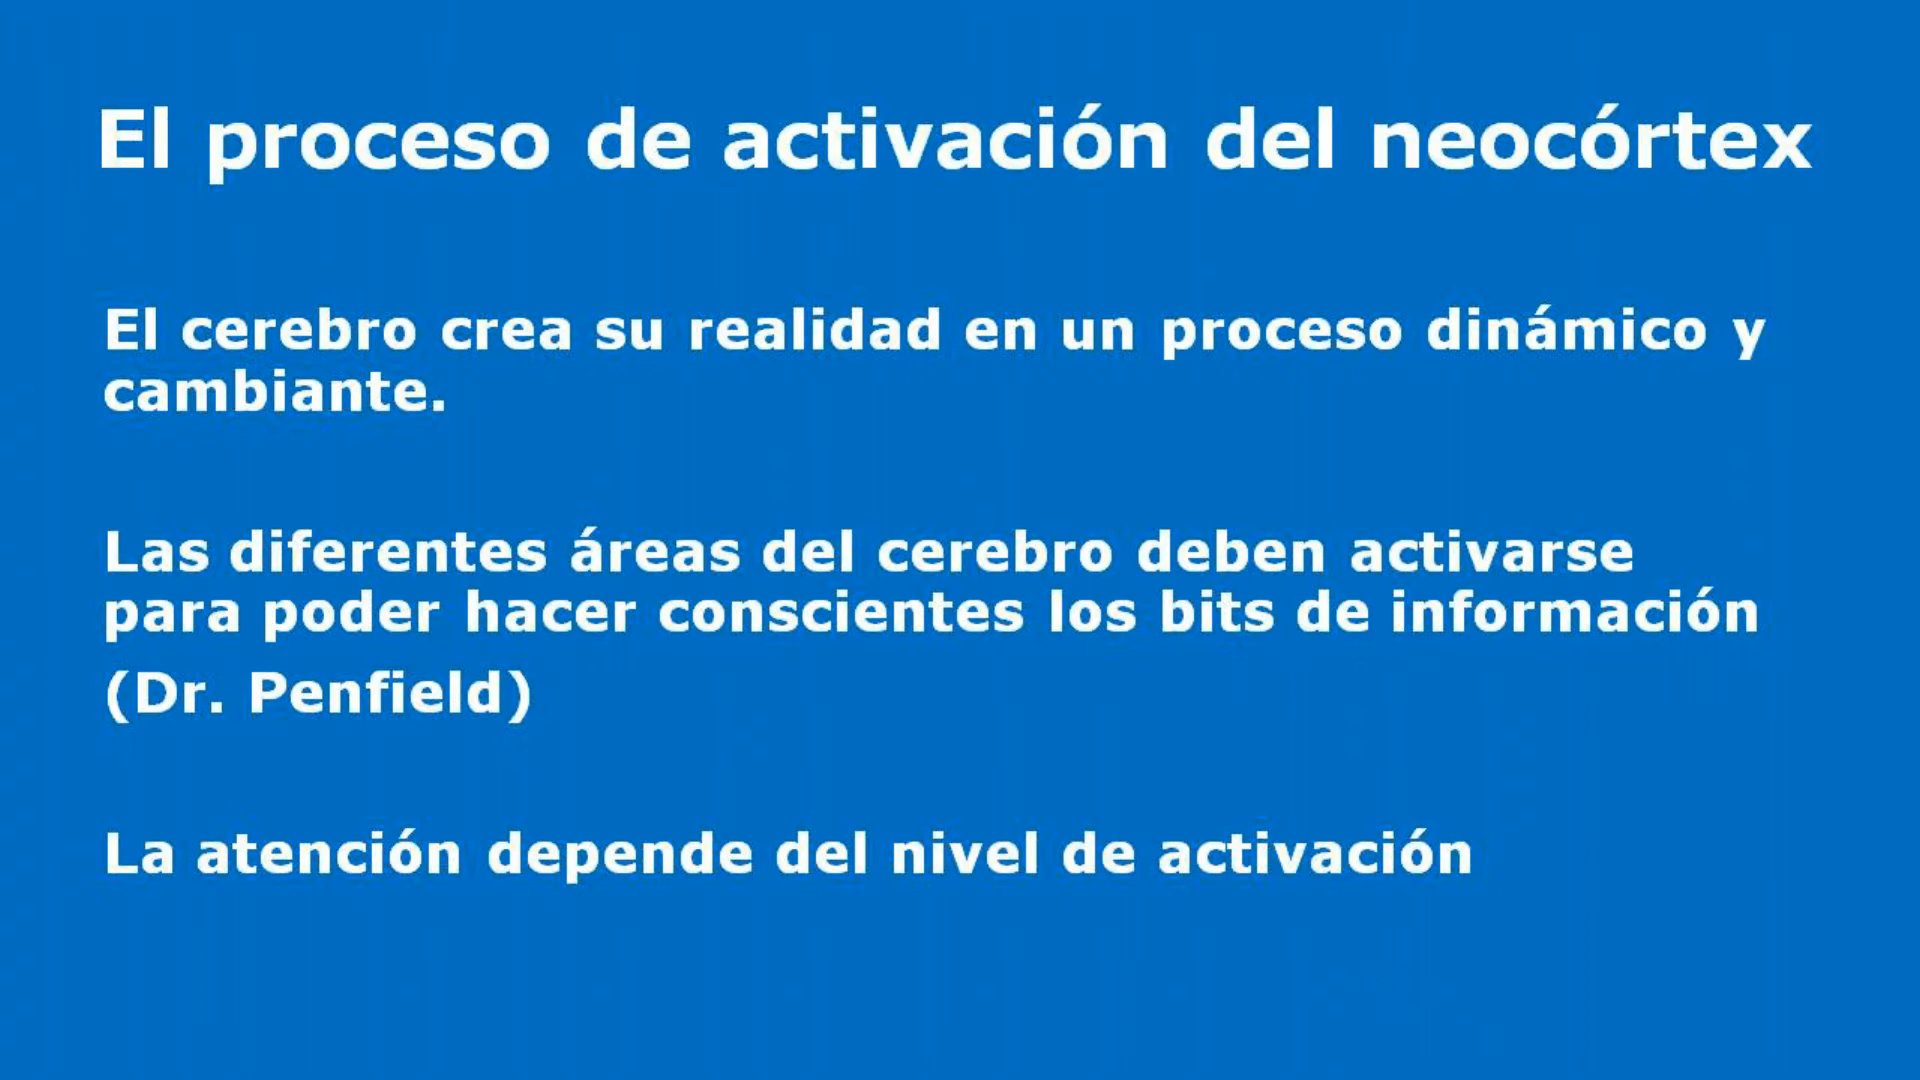 El proceso de activación del neocórtex
El cerebro crea su realidad en un proceso dinámico y
cambiante.
Las diferentes áreas del cerebro deben activarse
para poder hacer conscientes los bits de información
(Dr. Penfield)
La atención depende del nivel de activación